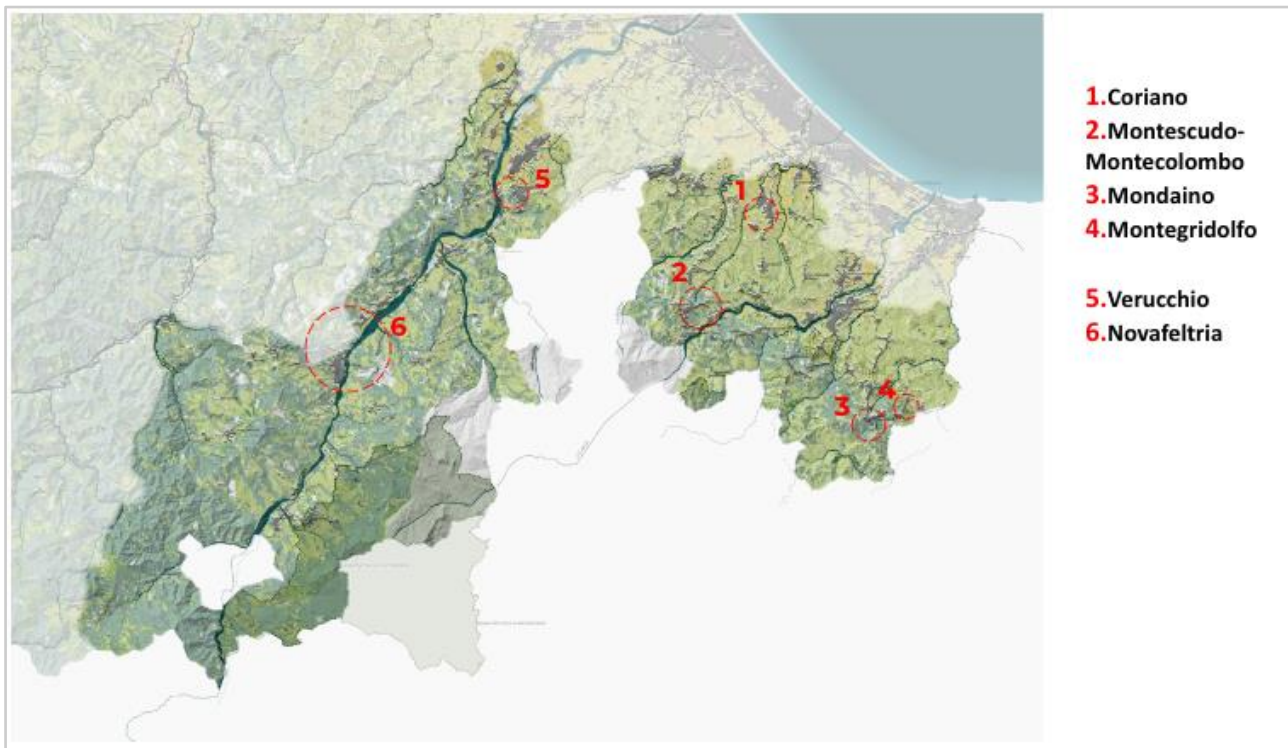 1.Coriano
2.Montescudo-
Montecolombo
3.Mondaino
4.Montegridolfo
5.Verucchio
6.Novafeltria
1
2
3
4
5
6